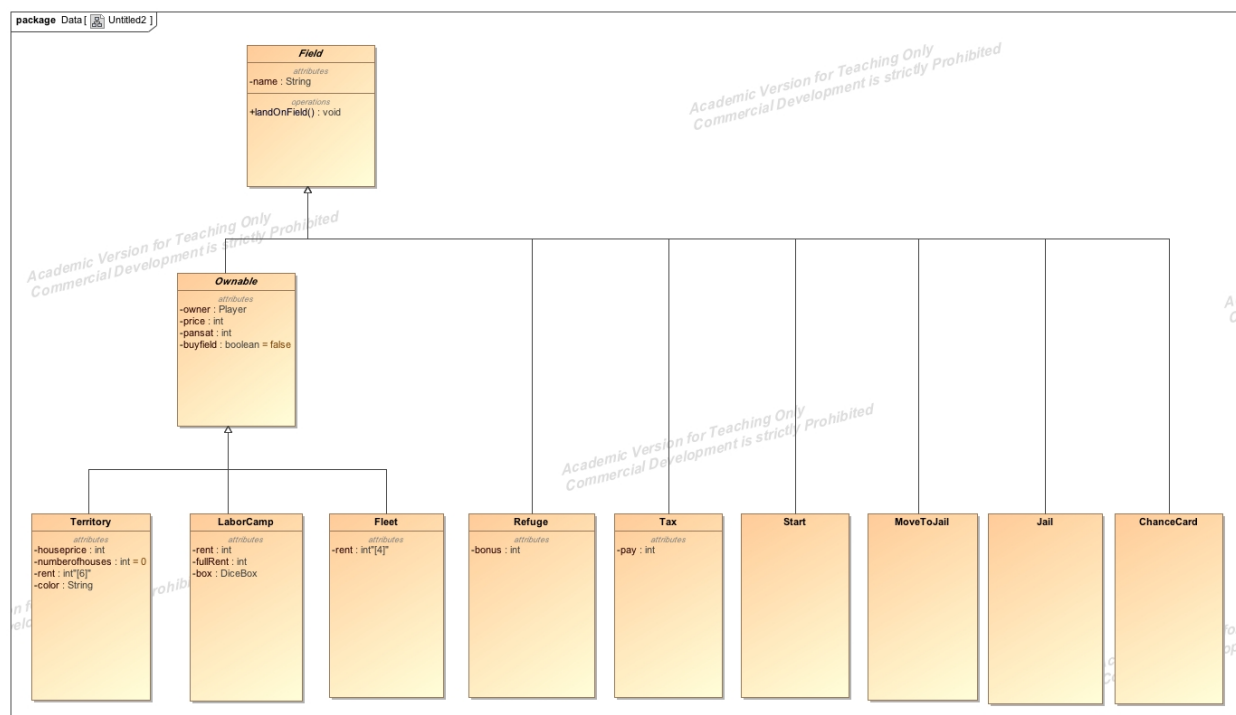 package Data [ Untitled2 ]
Field
attributes
-name : String
operations
+landOnField() : void
Academic Version for Teaching Only
Commercial Development is strictly Prohibited
Academic Version for Teaching Only
Commercial Development is strictly Prohibited
Ownable
attributes
-owner : Player
-price : int
-pansat : int
-buyfield : boolean = false
Academic Version for Teaching Only
Commercial Development is strictly Prohibited
Territory
attributes
-houseprice : int
-numberofhouses : int = 0
-rent : int"[6]"
-color : String
LaborCamp
attributes
-rent : int
-fullRent : int
-box : DiceBox
Fleet
attributes
-rent : int"[4]"
Refuge
attributes
-bonus : int
Tax
attributes
-pay : int
Start
MoveToJail
Jail
ChanceCard